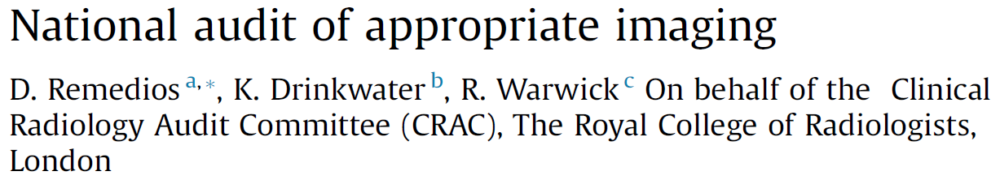 National audit of appropriate imaging
D. Remedios a,*, K. Drinkwater b, R. Warwick c On behalf of the Clinical
Radiology Audit Committee (CRAC), The Royal College of Radiologists,
London